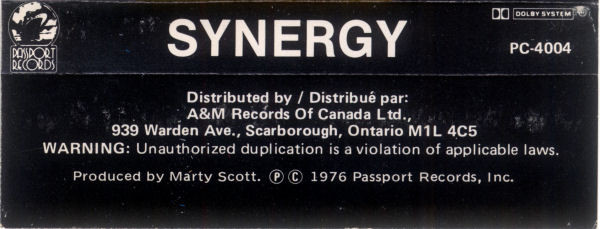 SYNERGY
PASSPORT
RECORDS
DOLBY SYSTEM
PC-4004
Distributed by / Distribué par:
A&M Records Of Canada Ltd.,
939 Warden Ave., Scarborough, Ontario M1L 4C5
WARNING: Unauthorized duplication is a violation of applicable laws.
Produced by Marty Scott. Ⓟ Ⓒ 1976 Passport Records, Inc.